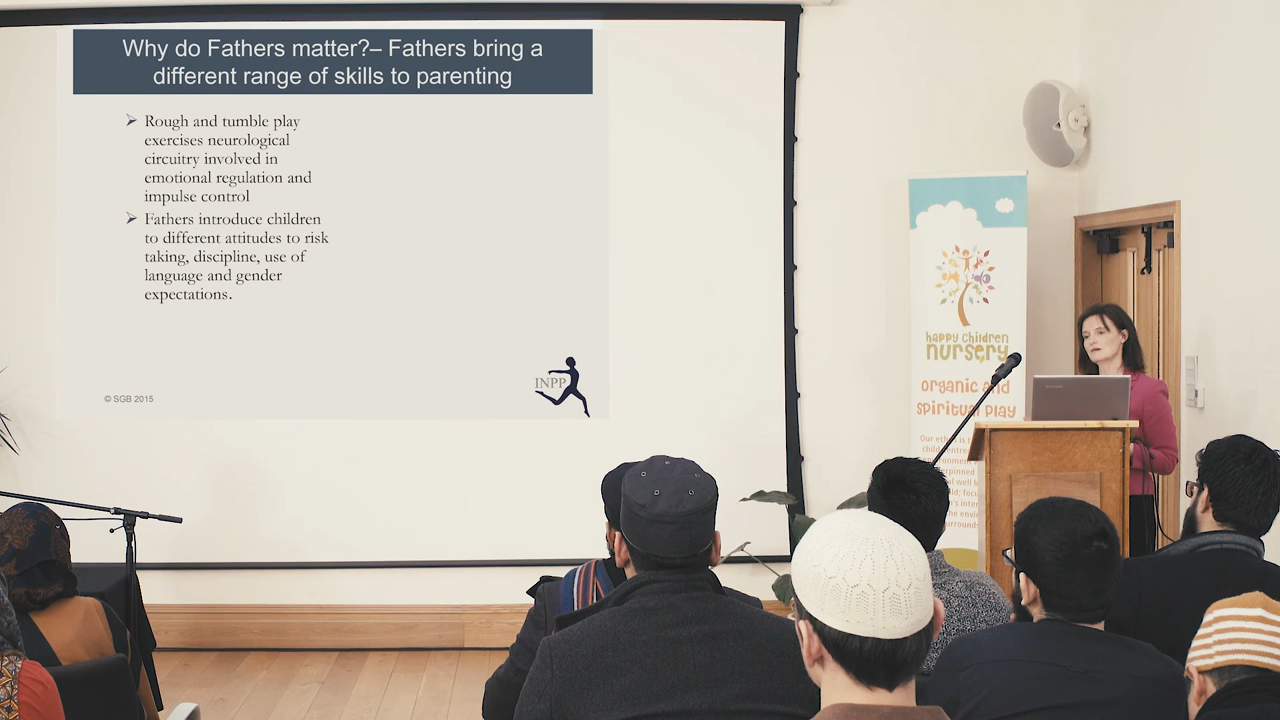 Why do Fathers matter?– Fathers bring a
different range of skills to parenting
➢ Rough and tumble play
exercises neurological
circuitry involved in
emotional regulation and
impulse control
➢ Fathers introduce children
to different attitudes to risk
taking, discipline, use of
language and gender
expectations.
© SGB 2015
INPP
happy children
nursery
organic and
spiritual play
Our
is